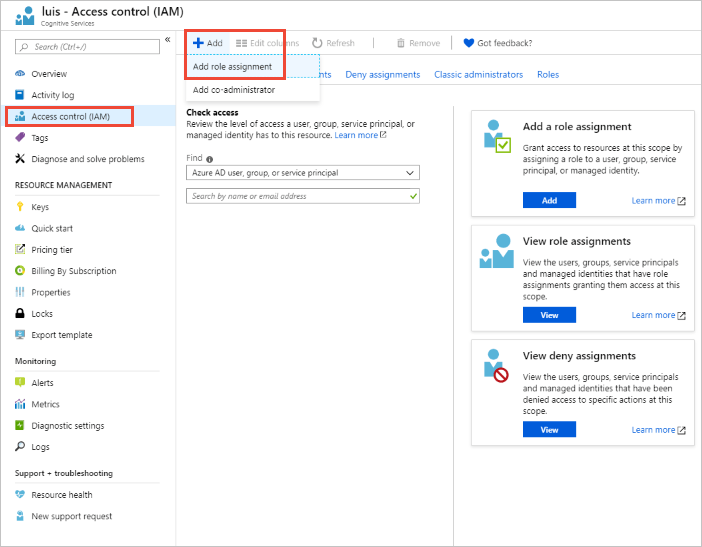 luis - Access control (IAM)
Cognitive Services
Search (Ctrl+/)
Overview
Activity log
Access control (IAM)
Tags
Diagnose and solve problems
RESOURCE MANAGEMENT
Keys
Quick start
Pricing tier
Billing By Subscription
Properties
Locks
Export template
Monitoring
Alerts
Metrics
Diagnostic settings
Logs
Support + troubleshooting
Resource health
New support request
Add Edit columns Refresh Remove Got feedback?
Add role assignment
Add co-administrator
nts Deny assignments Classic administrators Roles
Check access
Review the level of access a user, group, service principal, or
managed identity has to this resource. Learn more
Find
Azure AD user, group, or service principal
Search by name or email address
Add a role assignment
Grant access to resources at this scope by
assigning a role to a user, group, service
principal, or managed identity.
Add Learn more
View role assignments
View the users, groups, service principals
and managed identities that have role
assignments granting them access at this
scope.
View Learn more
View deny assignments
View the users, groups, service principals
and managed identities that have been
denied access to specific actions at this
scope.
View Learn more